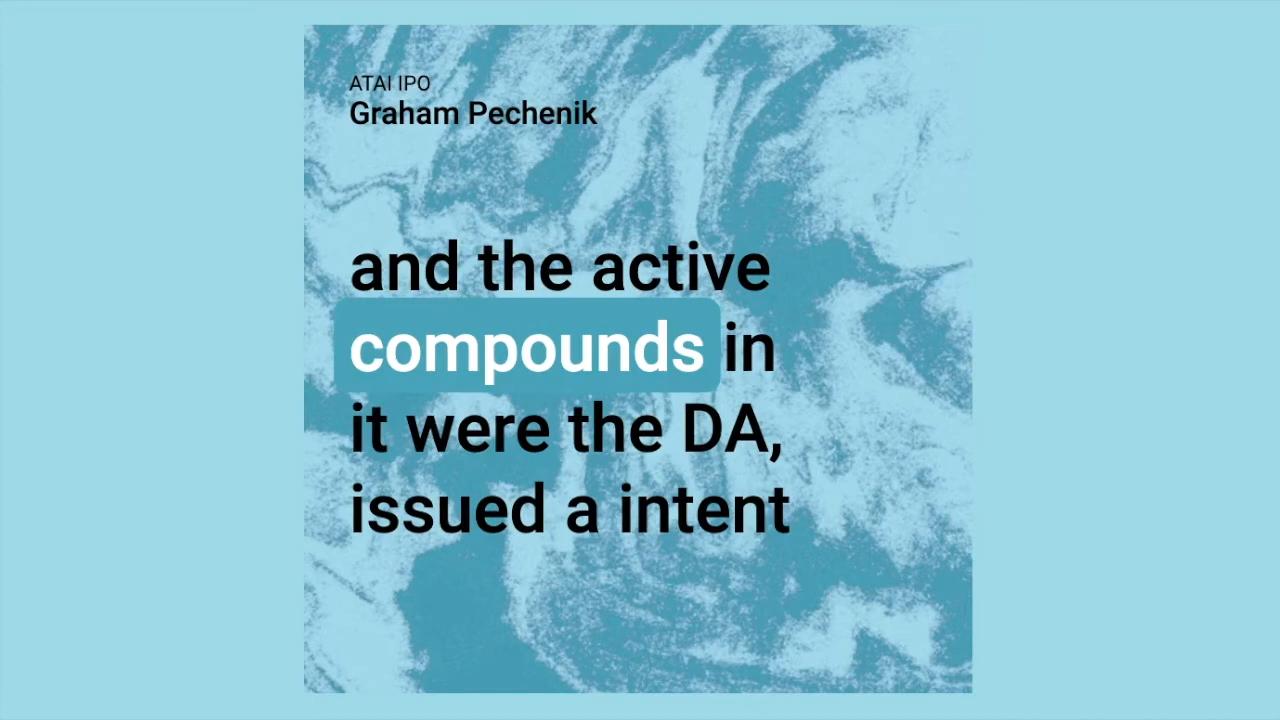 ATAI IPO
Graham Pechenik
and the active
compounds in
it were the DA,
issued a intent